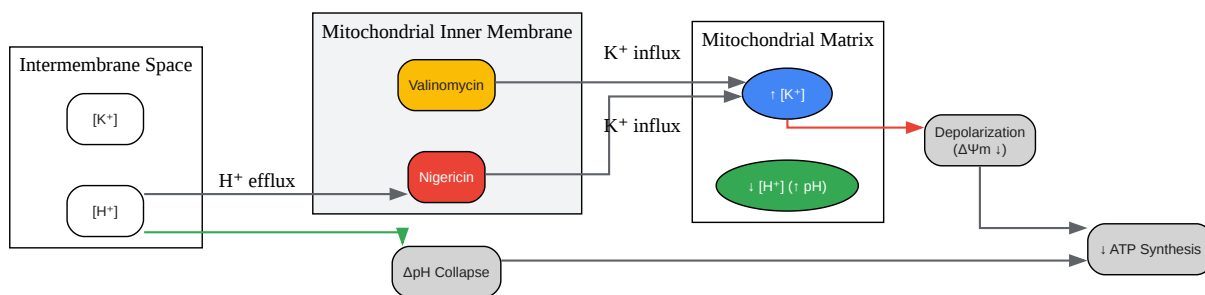 Intermembrane Space
[K⁺]
[H⁺]
H⁺ efflux
Mitochondrial Inner Membrane
Valinomycin
Nigericin
K⁺ influx
K⁺ influx
Mitochondrial Matrix
↑ [K⁺]
↓ [H⁺] (↑ pH)
Depolarization
(ΔΨm ↓)
ΔpH Collapse
↓ ATP Synthesis